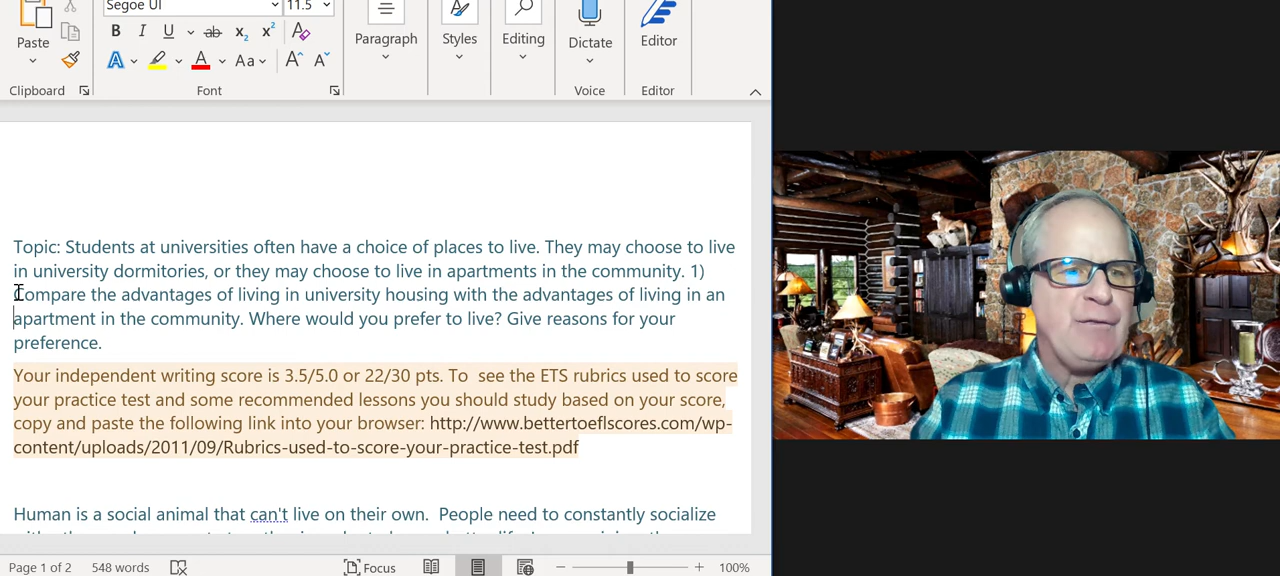 Segoe UI 11.5
Paste
B I U ab x₂ x²
A A Aa A A
Paragraph Styles Editing Dictate Editor
Clipboard Font Voice Editor
Topic: Students at universities often have a choice of places to live. They may choose to live
in university dormitories, or they may choose to live in apartments in the community. 1)
Compare the advantages of living in university housing with the advantages of living in an
apartment in the community. Where would you prefer to live? Give reasons for your
preference.
Your independent writing score is 3.5/5.0 or 22/30 pts. To see the ETS rubrics used to score
your practice test and some recommended lessons you should study based on your score,
copy and paste the following link into your browser: http://www.bettertoeflscores.com/wp-
content/uploads/2011/09/Rubrics-used-to-score-your-practice-test.pdf
Human is a social animal that can't live on their own. People need to constantly socialize
Page 1 of 2 548 words Focus 100%